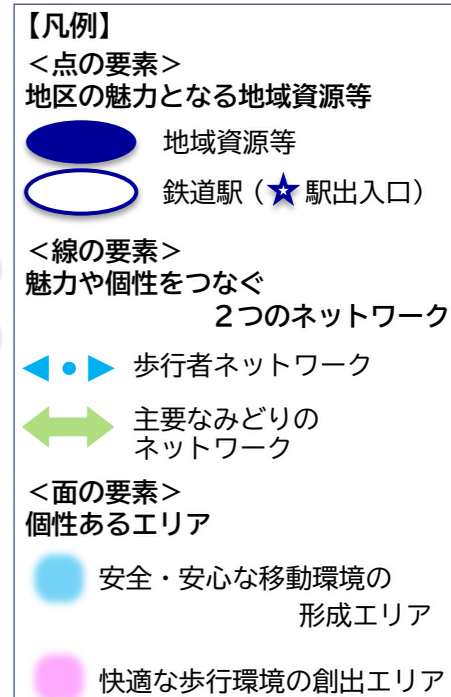 【凡例】
＜点の要素＞
地区の魅力となる地域資源等
地域資源等
鉄道駅（★駅出入口）
＜線の要素＞
魅力や個性をつなぐ
２つのネットワーク
歩行者ネットワーク
主要なみどりの
ネットワーク
＜面の要素＞
個性あるエリア
安全・安心な移動環境の
形成エリア
快適な歩行環境の創出エリア